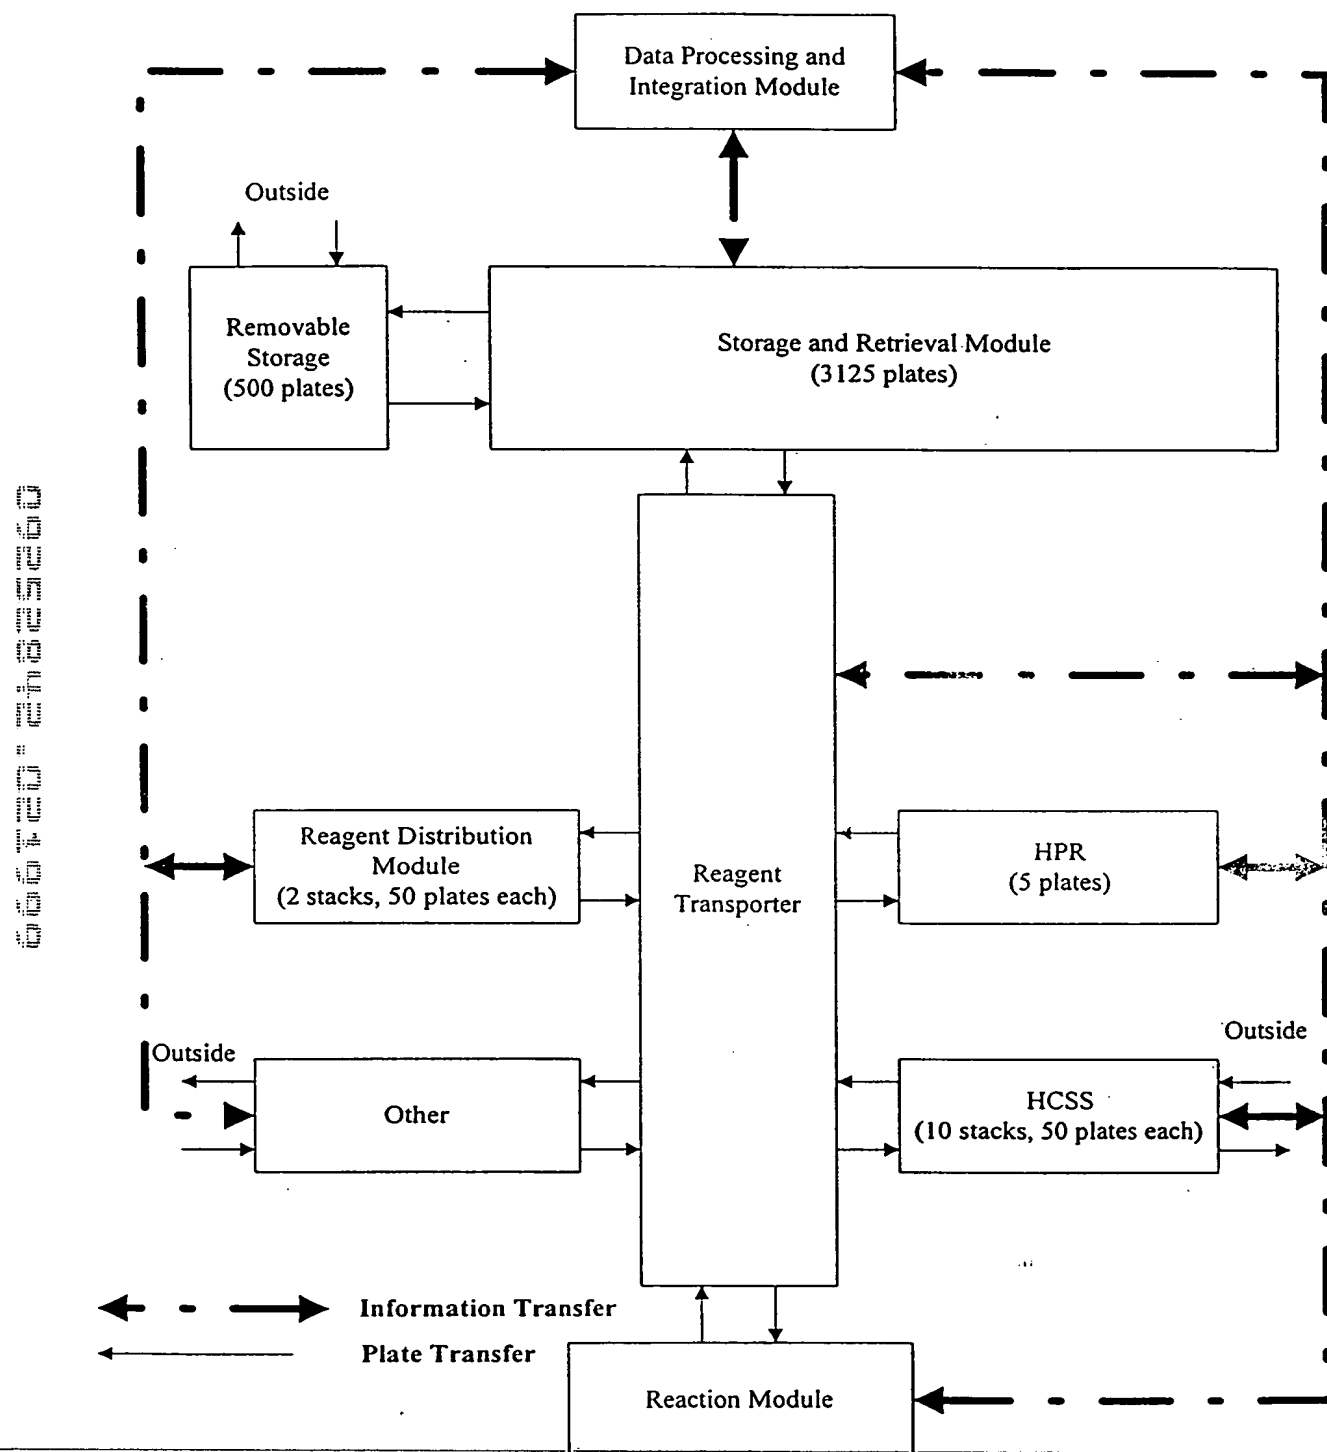 Data Processing and
Integration Module
Outside
Removable
Storage
(500 plates)
Storage and Retrieval Module
(3125 plates)
Reagent Distribution
Module
(2 stacks, 50 plates each)
Reagent
Transporter
HPR
(5 plates)
Outside
Other
Outside
HCSS
(10 stacks, 50 plates each)
Information Transfer
Plate Transfer
Reaction Module